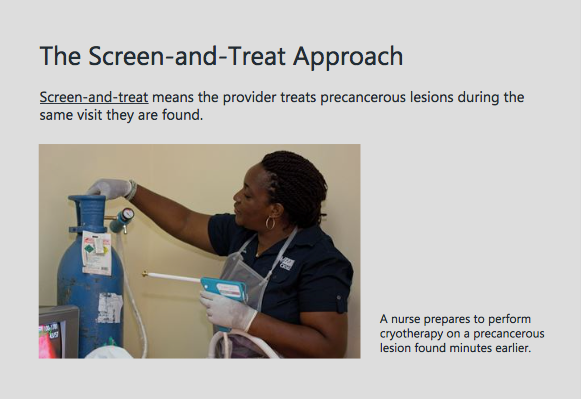 The Screen-and-Treat Approach
Screen-and-treat means the provider treats precancerous lesions during the
same visit they are found.
A nurse prepares to perform
cryotherapy on a precancerous
lesion found minutes earlier.